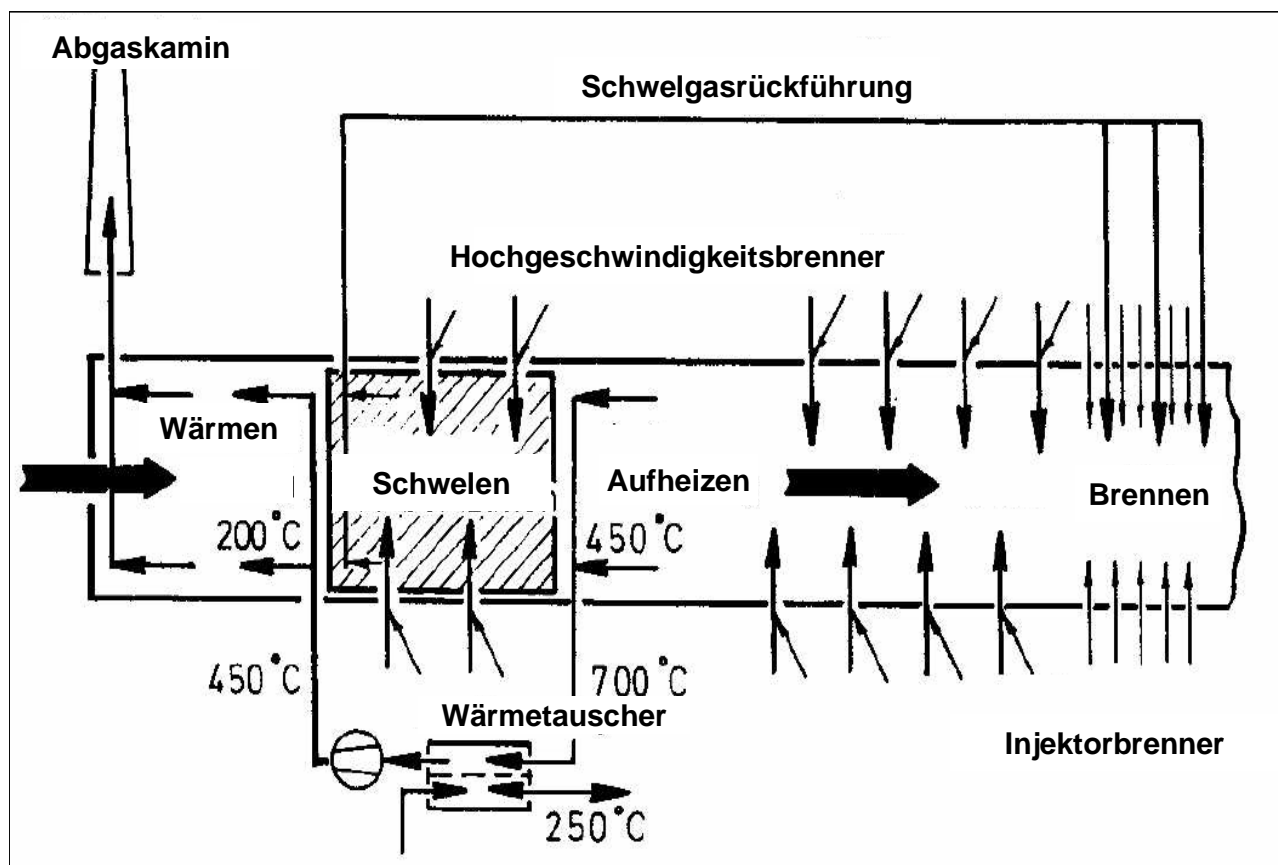 Abgaskamin
Schwelgasrückführung
Hochgeschwindigkeitsbrenner
Wärmen
Schwelen
Aufheizen
Brennen
200°C
450°C
450°C
700°C
Wärmetauscher
Injektorbrenner
250°C